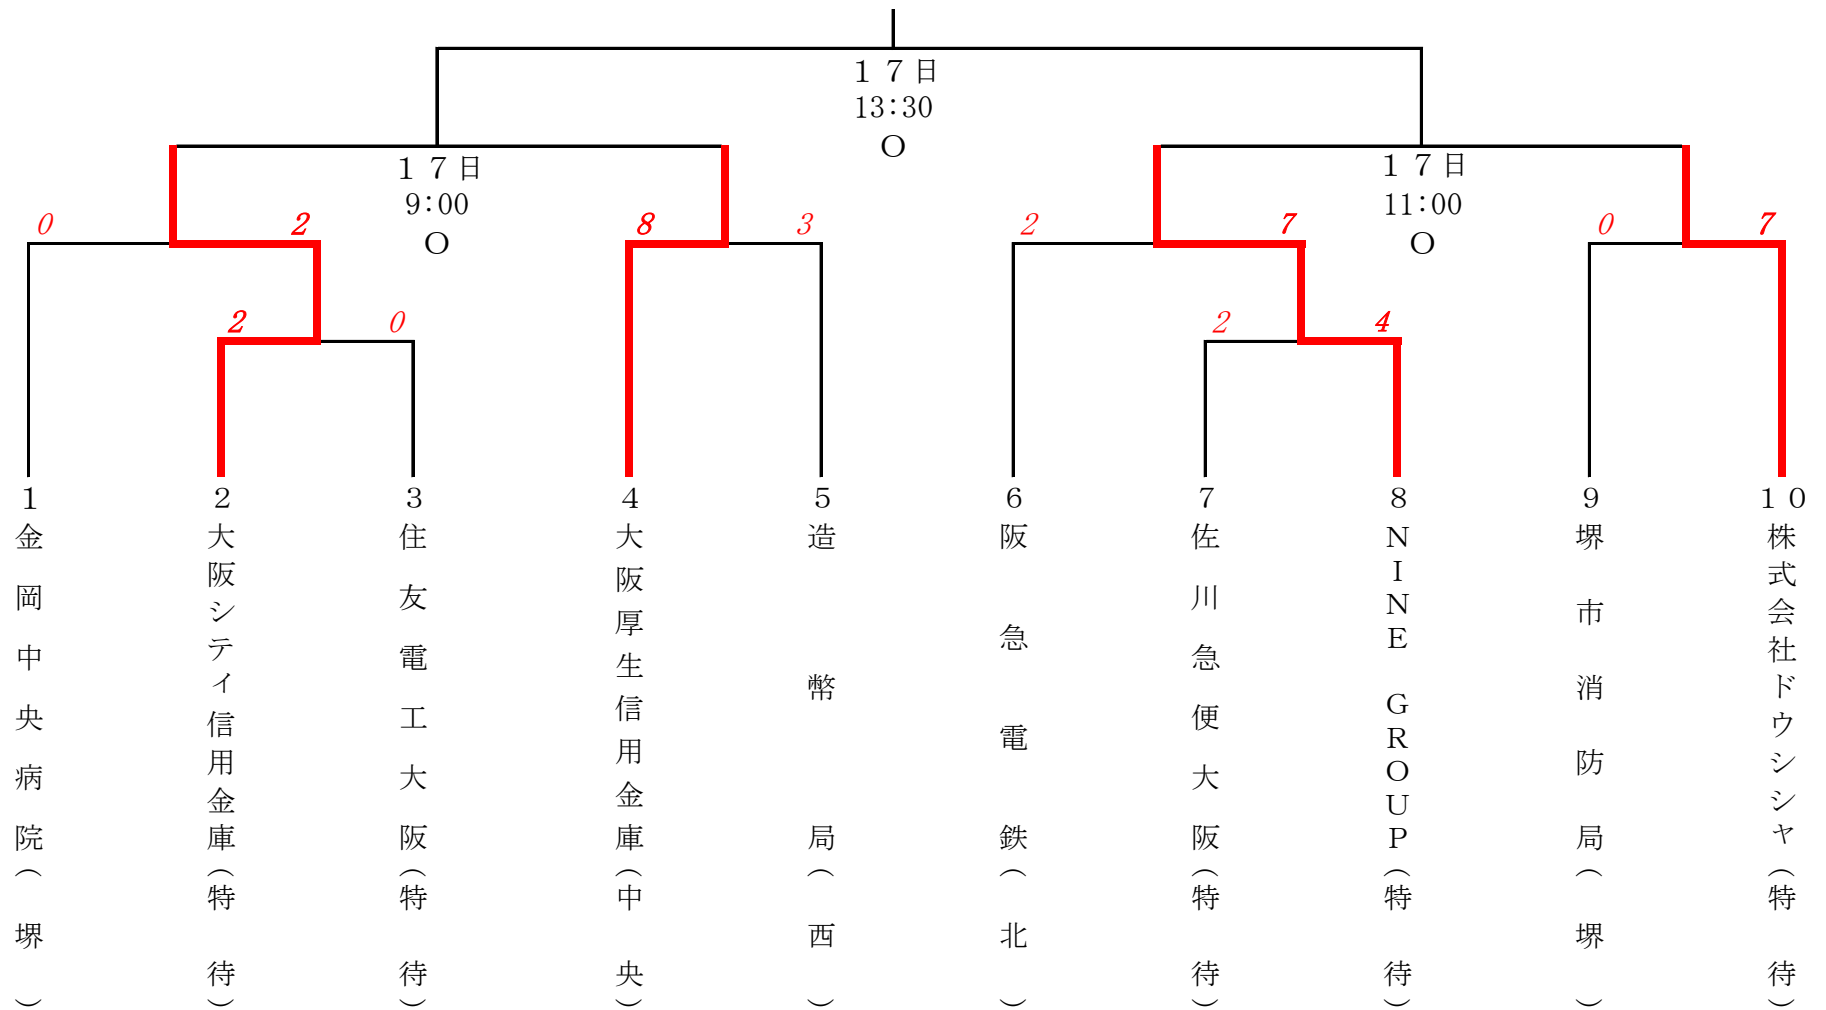 １７日
13:30
○
１７日
9:00
○
１７日
11:00
○
0
2
8
3
2
7
0
7
2
0
2
4
１
２
３
４
５
６
７
８
９
１０
金岡中央病院（堺）
大阪シティ信用金庫（特待）
住友電工大阪（特待）
大阪厚生信用金庫（中央）
造幣局（西）
阪急電鉄（北）
佐川急便大阪（特待）
ＮＩＮＥ　ＧＲＯＵＰ（特待）
堺市消防局（堺）
株式会社ドウシシャ（特待）